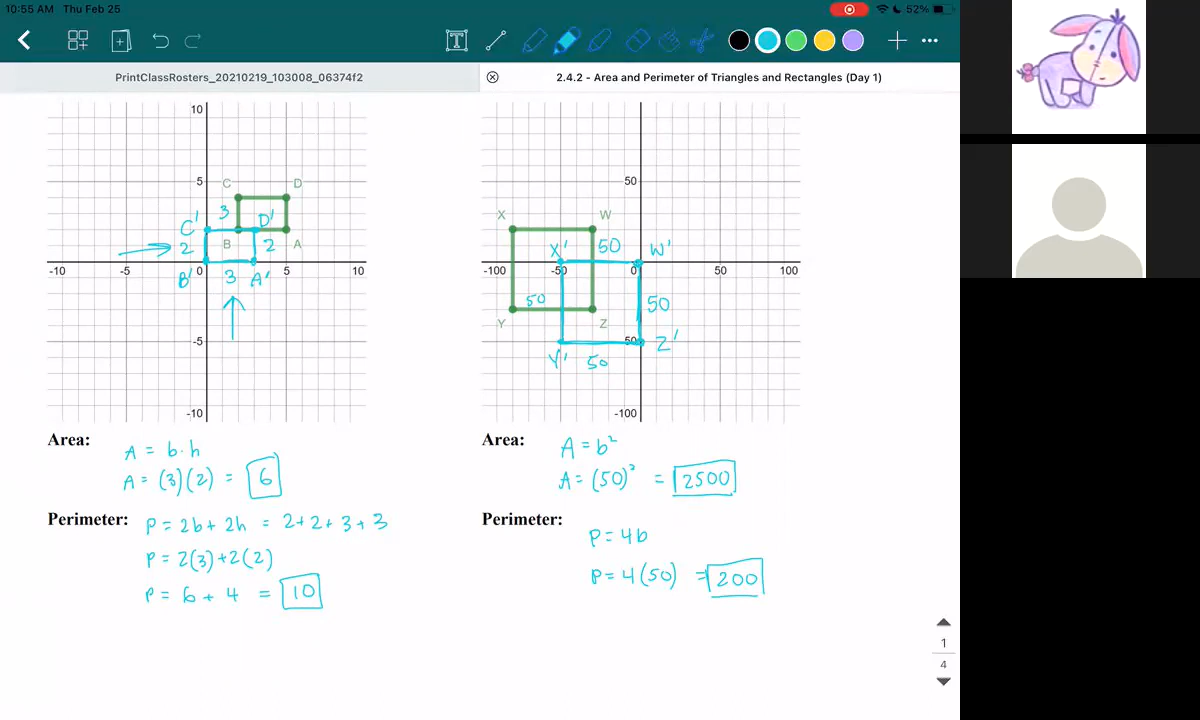 10:55 AM Thu Feb 25
52%
PrintClassRosters_20210219_103008_06374f2
2.4.2 - Area and Perimeter of Triangles and Rectangles (Day 1)
10
5
-10
-5
0
5
10
-5
-10
C
D
B
A
C'
D'
B'
A'
3
2
2
3
50
-100
-50
0
50
100
-50
-100
X
W
Y
Z
X'
W'
Y'
Z'
50
50
50
50
Area:
A = b·h
A = (3)(2) = 6
Perimeter:
P = 2b + 2h = 2+2+3+3
P = 2(3)+2(2)
P = 6 + 4 = 10
Area:
A = b²
A = (50)² = 2500
Perimeter:
P = 4b
P = 4(50) = 200
1
4